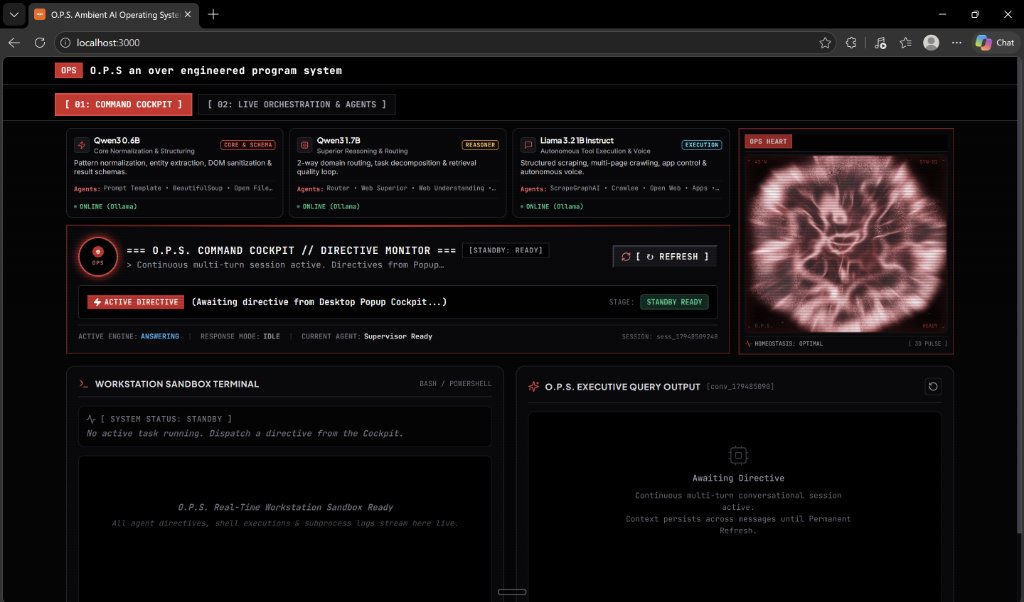 O.P.S. Ambient AI Operating Syste
localhost:3000
Chat
OPS O.P.S an over engineered program system
[ 01: COMMAND COCKPIT ] [ 02: LIVE ORCHESTRATION & AGENTS ]
Qwen3 0.6B
Core Normalization & Structuring
CORE & SCHEMA
Pattern normalization, entity extraction, DOM sanitization &
result schemas.
Agents: Prompt Template • BeautifulSoup • Open File…
ONLINE (Ollama)
Qwen3 1.7B
Superior Reasoning & Routing
REASONER
2-way domain routing, task decomposition & retrieval
quality loop.
Agents: Router • Web Superior • Web Understanding •…
ONLINE (Ollama)
Llama 3.2 1B Instruct
Autonomous Tool Execution & Voice
EXECUTION
Structured scraping, multi-page crawling, app control &
autonomous voice.
Agents: ScrapeGraphAI • Crawlee • Open Web • Apps •…
ONLINE (Ollama)
OPS HEART
O.P.S.
READY
HOMEOSTASIS: OPTIMAL
[ 3D PULSE ]
OPS
=== O.P.S. COMMAND COCKPIT // DIRECTIVE MONITOR === [STANDBY: READY]
> Continuous multi-turn session active. Directives from Popup…
[ ↻ REFRESH ]
ACTIVE DIRECTIVE (Awaiting directive from Desktop Popup Cockpit...)
STAGE: STANDBY READY
ACTIVE ENGINE: ANSWERING | RESPONSE MODE: IDLE | CURRENT AGENT: Supervisor Ready
SESSION: sess_17948509248
WORKSTATION SANDBOX TERMINAL
BASH / POWERSHELL
[ SYSTEM STATUS: STANDBY ]
No active task running. Dispatch a directive from the Cockpit.
O.P.S. Real-Time Workstation Sandbox Ready
All agent directives, shell executions & subprocess logs stream here live.
O.P.S. EXECUTIVE QUERY OUTPUT [conv_179485090]
Awaiting Directive
Continuous multi-turn conversational session
active.
Context persists across messages until Permanent
Refresh.